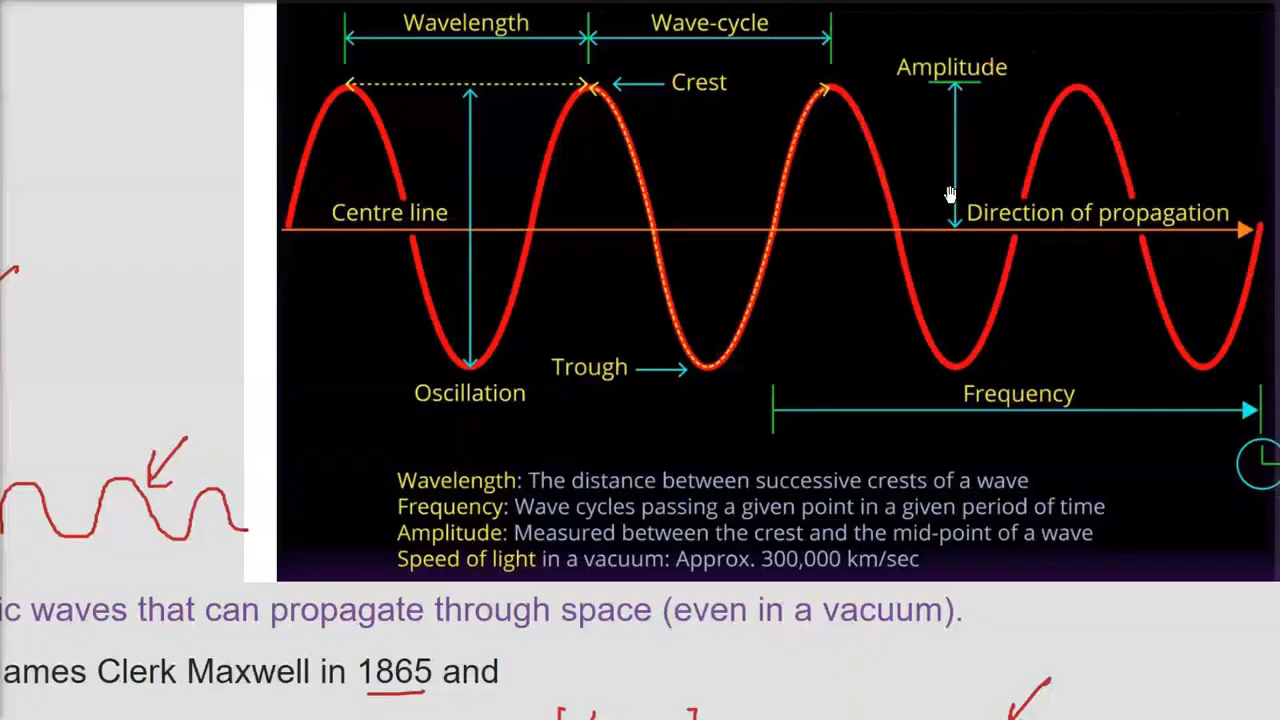 Wavelength
Wave-cycle
Amplitude
Crest
Centre line
Direction of propagation
Trough
Oscillation
Frequency
Wavelength: The distance between successive crests of a wave
Frequency: Wave cycles passing a given point in a given period of time
Amplitude: Measured between the crest and the mid-point of a wave
Speed of light in a vacuum: Approx. 300,000 km/sec
ic waves that can propagate through space (even in a vacuum).
ames Clerk Maxwell in 1865 and